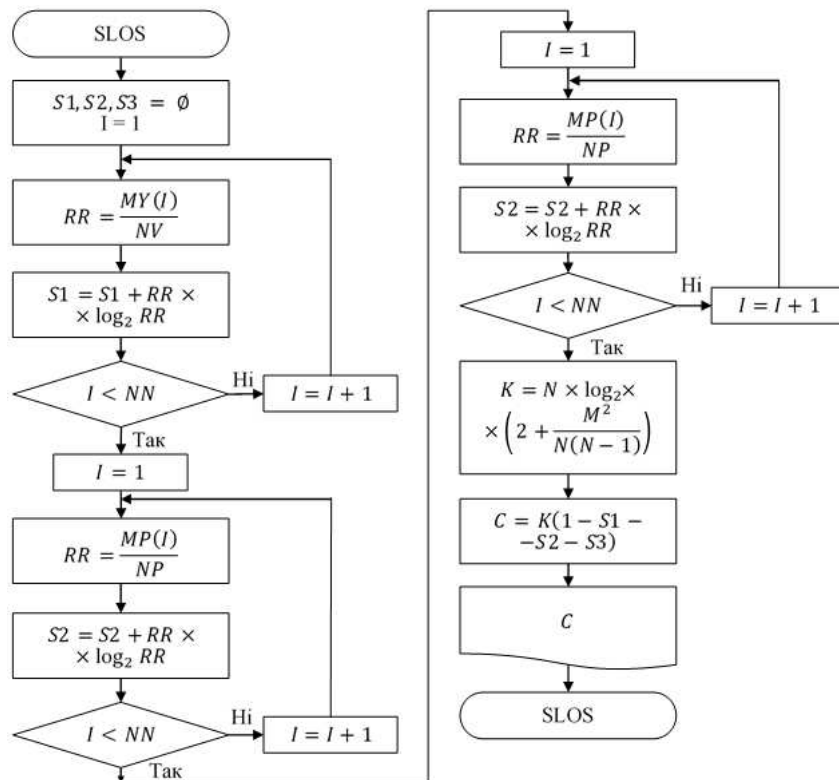 SLOS
S1, S2, S3 = ∅
I = 1
RR = MY(I)/NV
S1 = S1 + RR ×
× log₂ RR
I < NN
Ні
I = I + 1
Так
I = 1
RR = MP(I)/NP
S2 = S2 + RR ×
× log₂ RR
I < NN
Ні
I = I + 1
Так
I = 1
RR = MP(I)/NP
S2 = S2 + RR ×
× log₂ RR
I < NN
Ні
I = I + 1
Так
K = N × log₂×
× (2 + M²/N(N − 1))
C = K(1 − S1 −
−S2 − S3)
C
SLOS